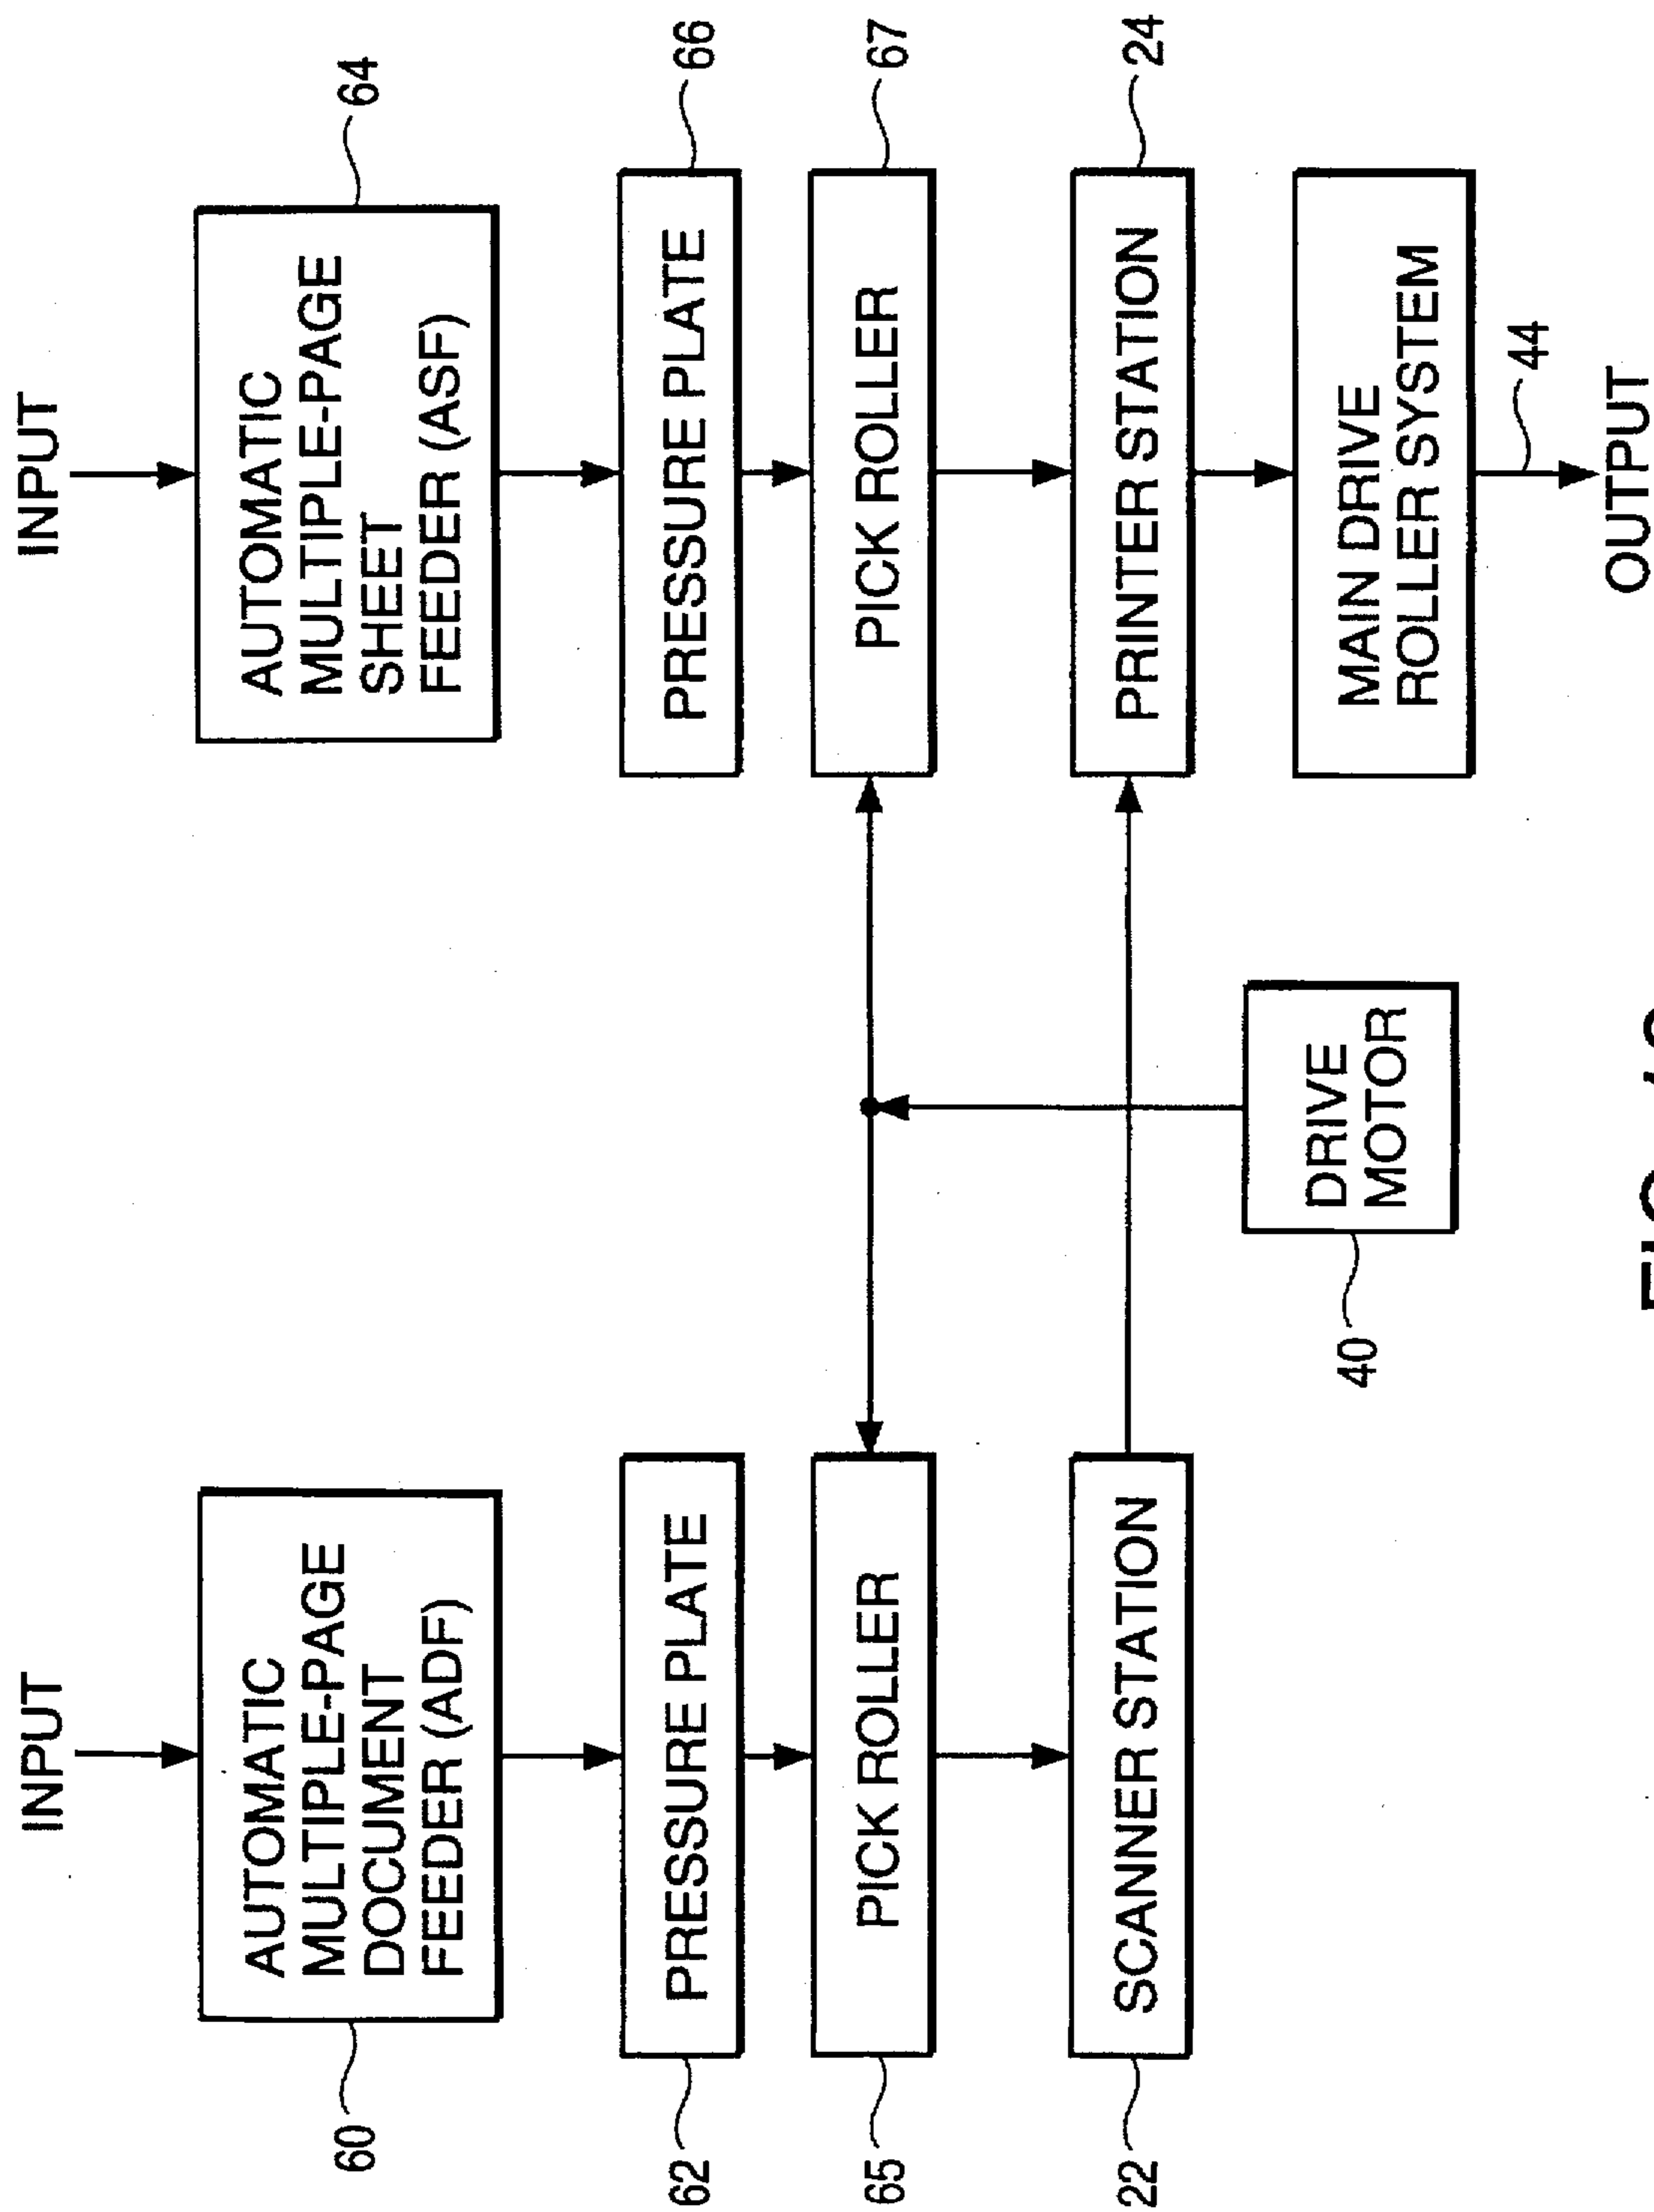 INPUT
AUTOMATIC
MULTIPLE-PAGE
DOCUMENT
FEEDER (ADF)
60
PRESSURE PLATE
62
PICK ROLLER
65
SCANNER STATION
22
DRIVE
MOTOR
40
INPUT
AUTOMATIC
MULTIPLE-PAGE
SHEET
FEEDER (ASF)
64
PRESSURE PLATE
66
PICK ROLLER
67
PRINTER STATION
24
MAIN DRIVE
ROLLER SYSTEM
44
OUTPUT